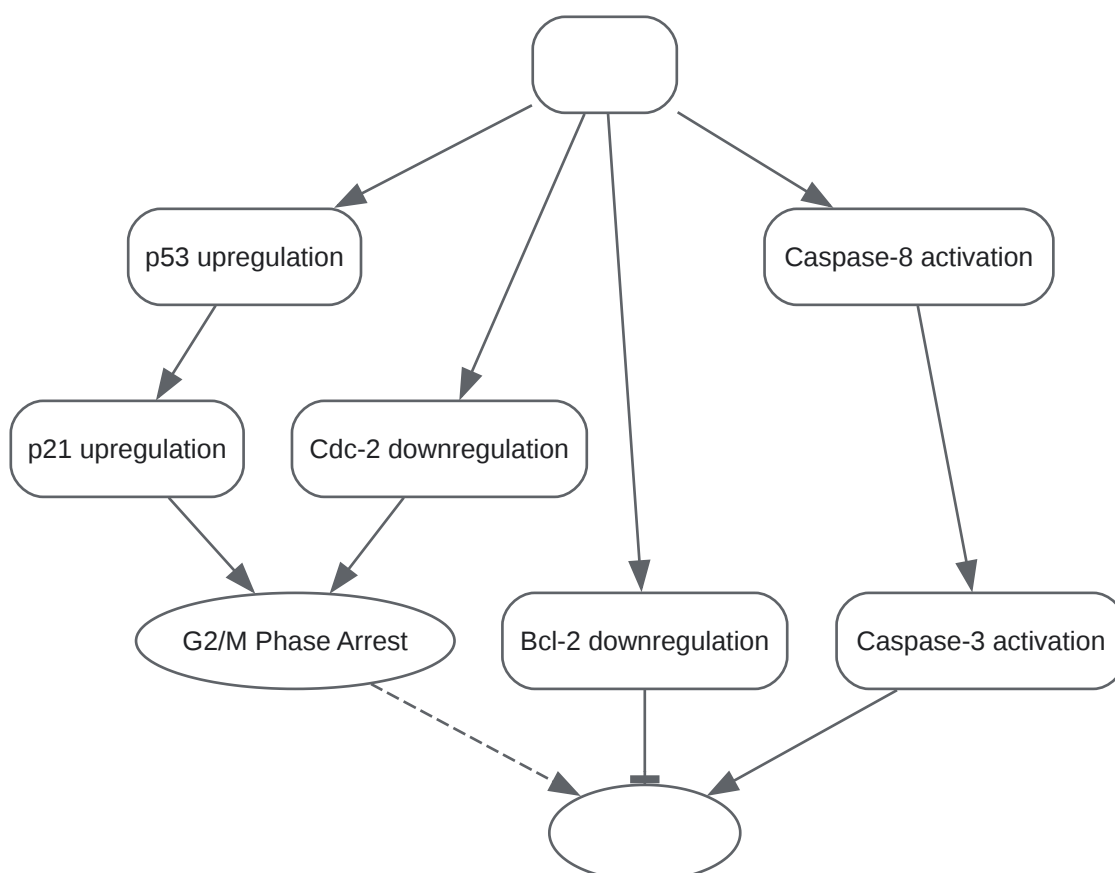 p53 upregulation
Caspase-8 activation
p21 upregulation
Cdc-2 downregulation
G2/M Phase Arrest
Bcl-2 downregulation
Caspase-3 activation